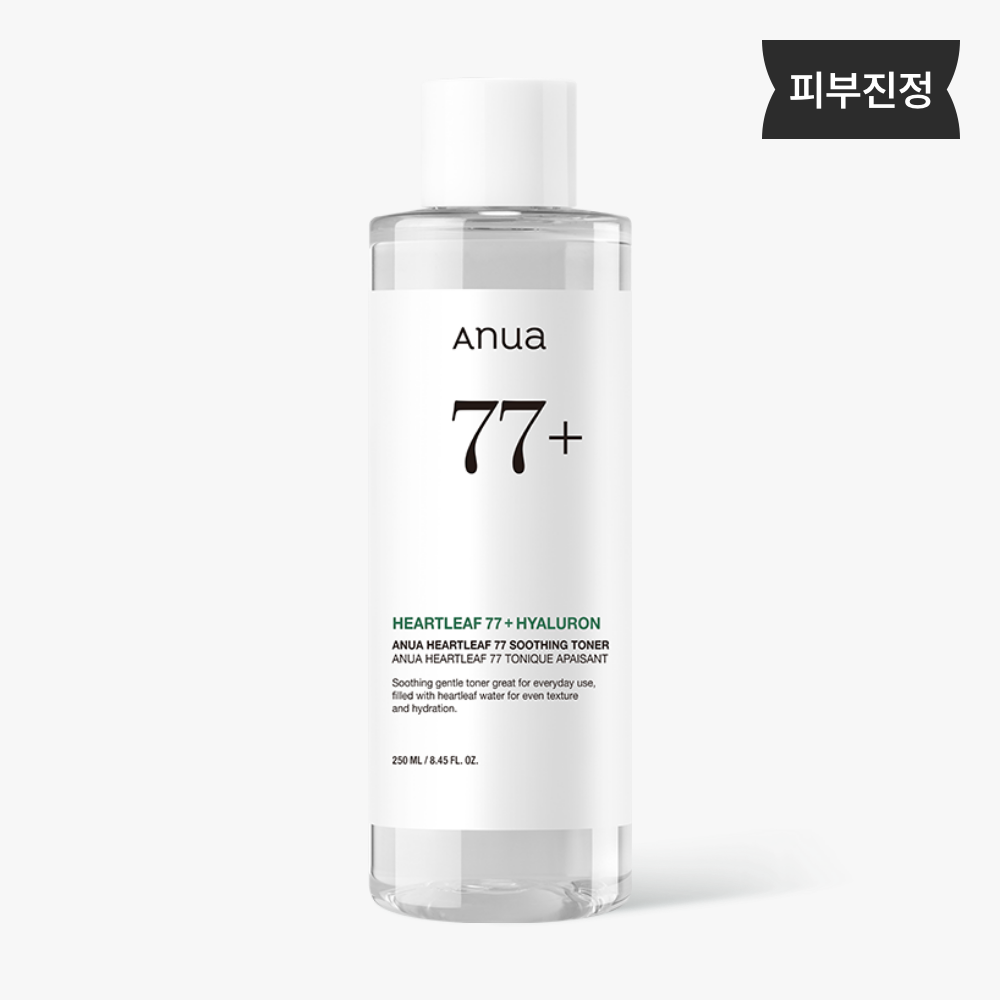 피부진정
Anua
77+
HEARTLEAF 77+HYALURON
ANUA HEARTLEAF 77 SOOTHING TONER
ANUA HEARTLEAF 77 TONIQUE APAISANT
Soothing gentle toner great for everyday use,
filled with heartleaf water for even texture
and hydration.
250 ML / 8.45 FL. OZ.